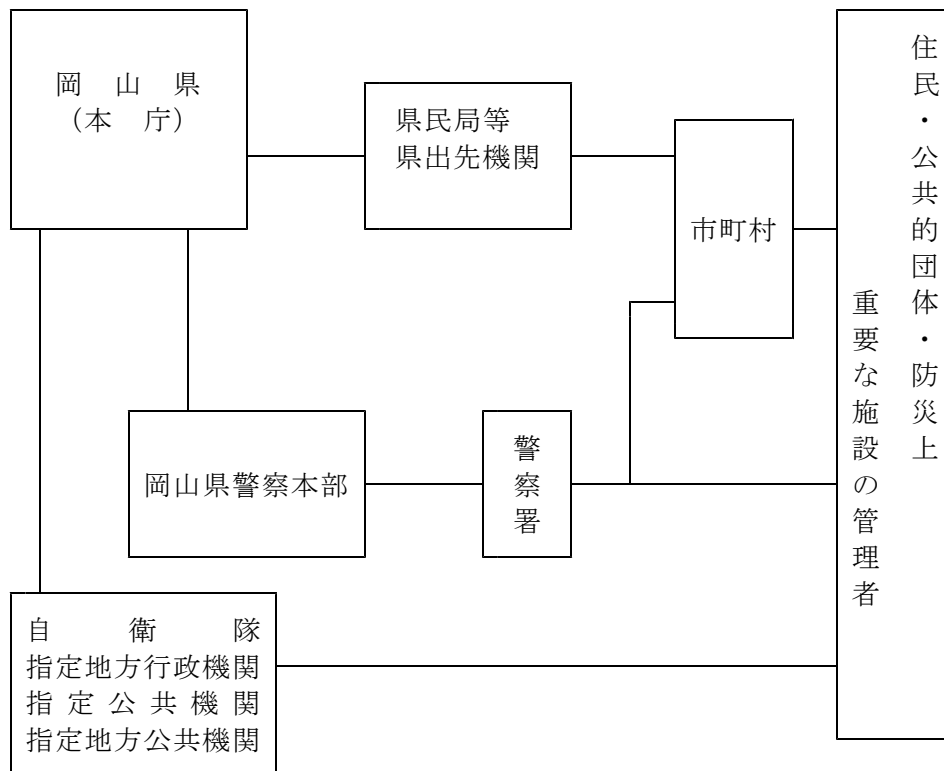 岡山県
(本庁)
県民局等
県出先機関
市町村
住民・公共的団体・防災上
重要な施設の管理者
岡山県警察本部
警察署
自衛隊
指定地方行政機関
指定公共機関
指定地方公共機関